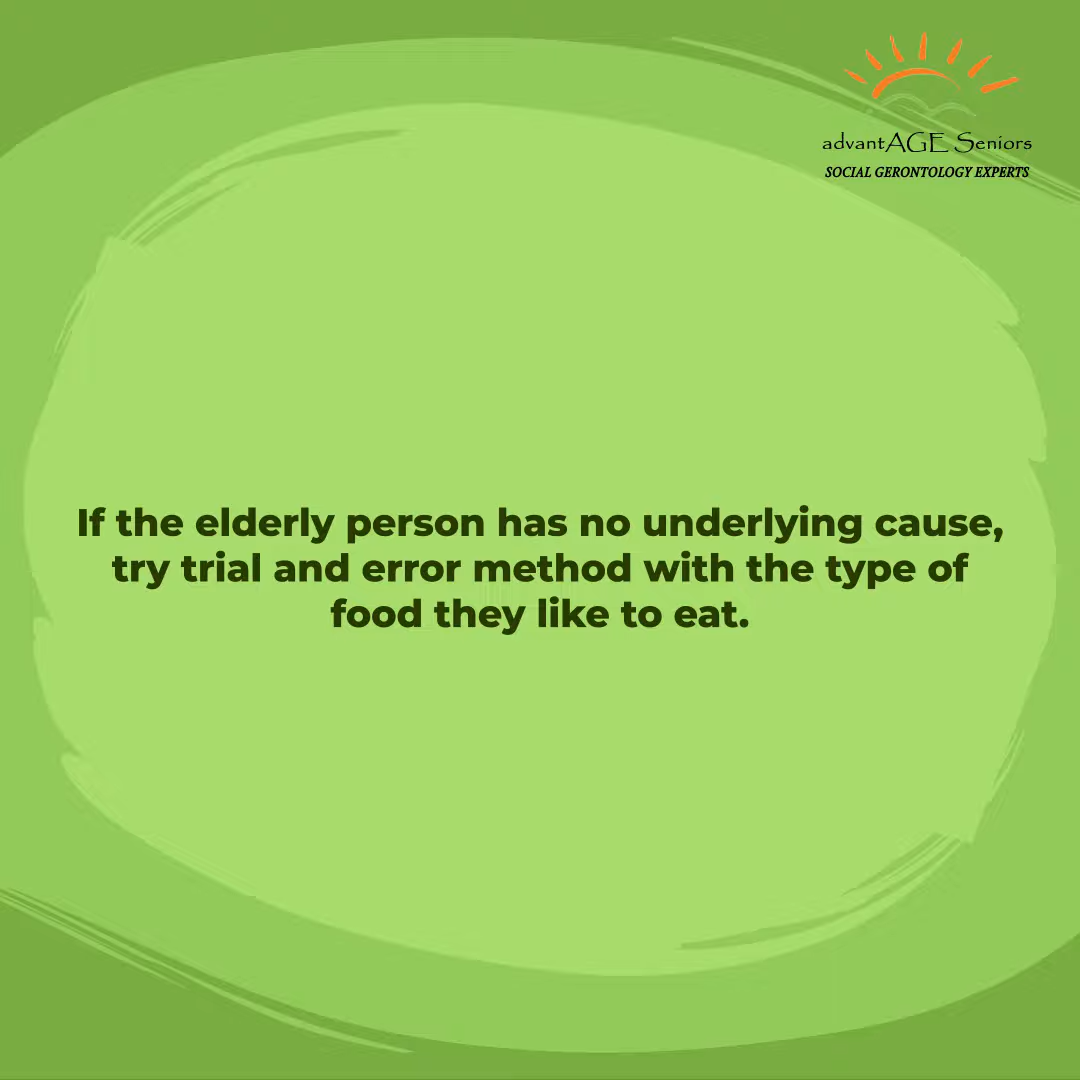 advantAGE Seniors
SOCIAL GERONTOLOGY EXPERTS
If the elderly person has no underlying cause,
try trial and error method with the type of
food they like to eat.